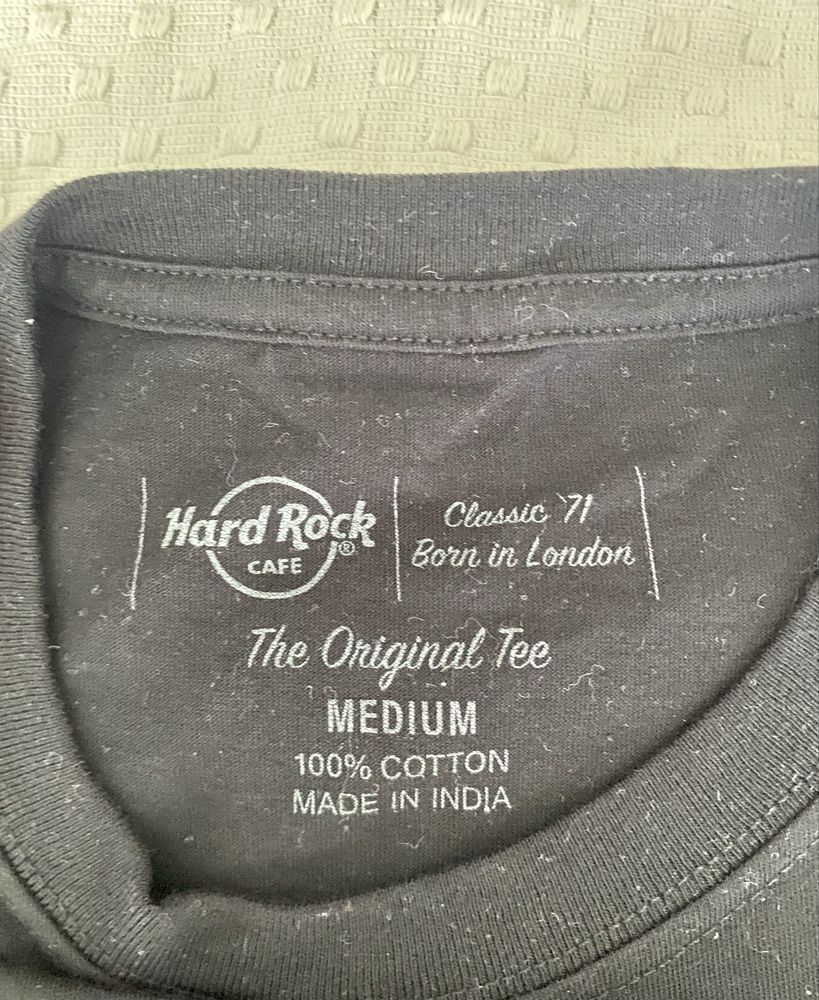 Hard Rock®
CAFE
Classic '71
Born in London
The Original Tee
MEDIUM
100% COTTON
MADE IN INDIA